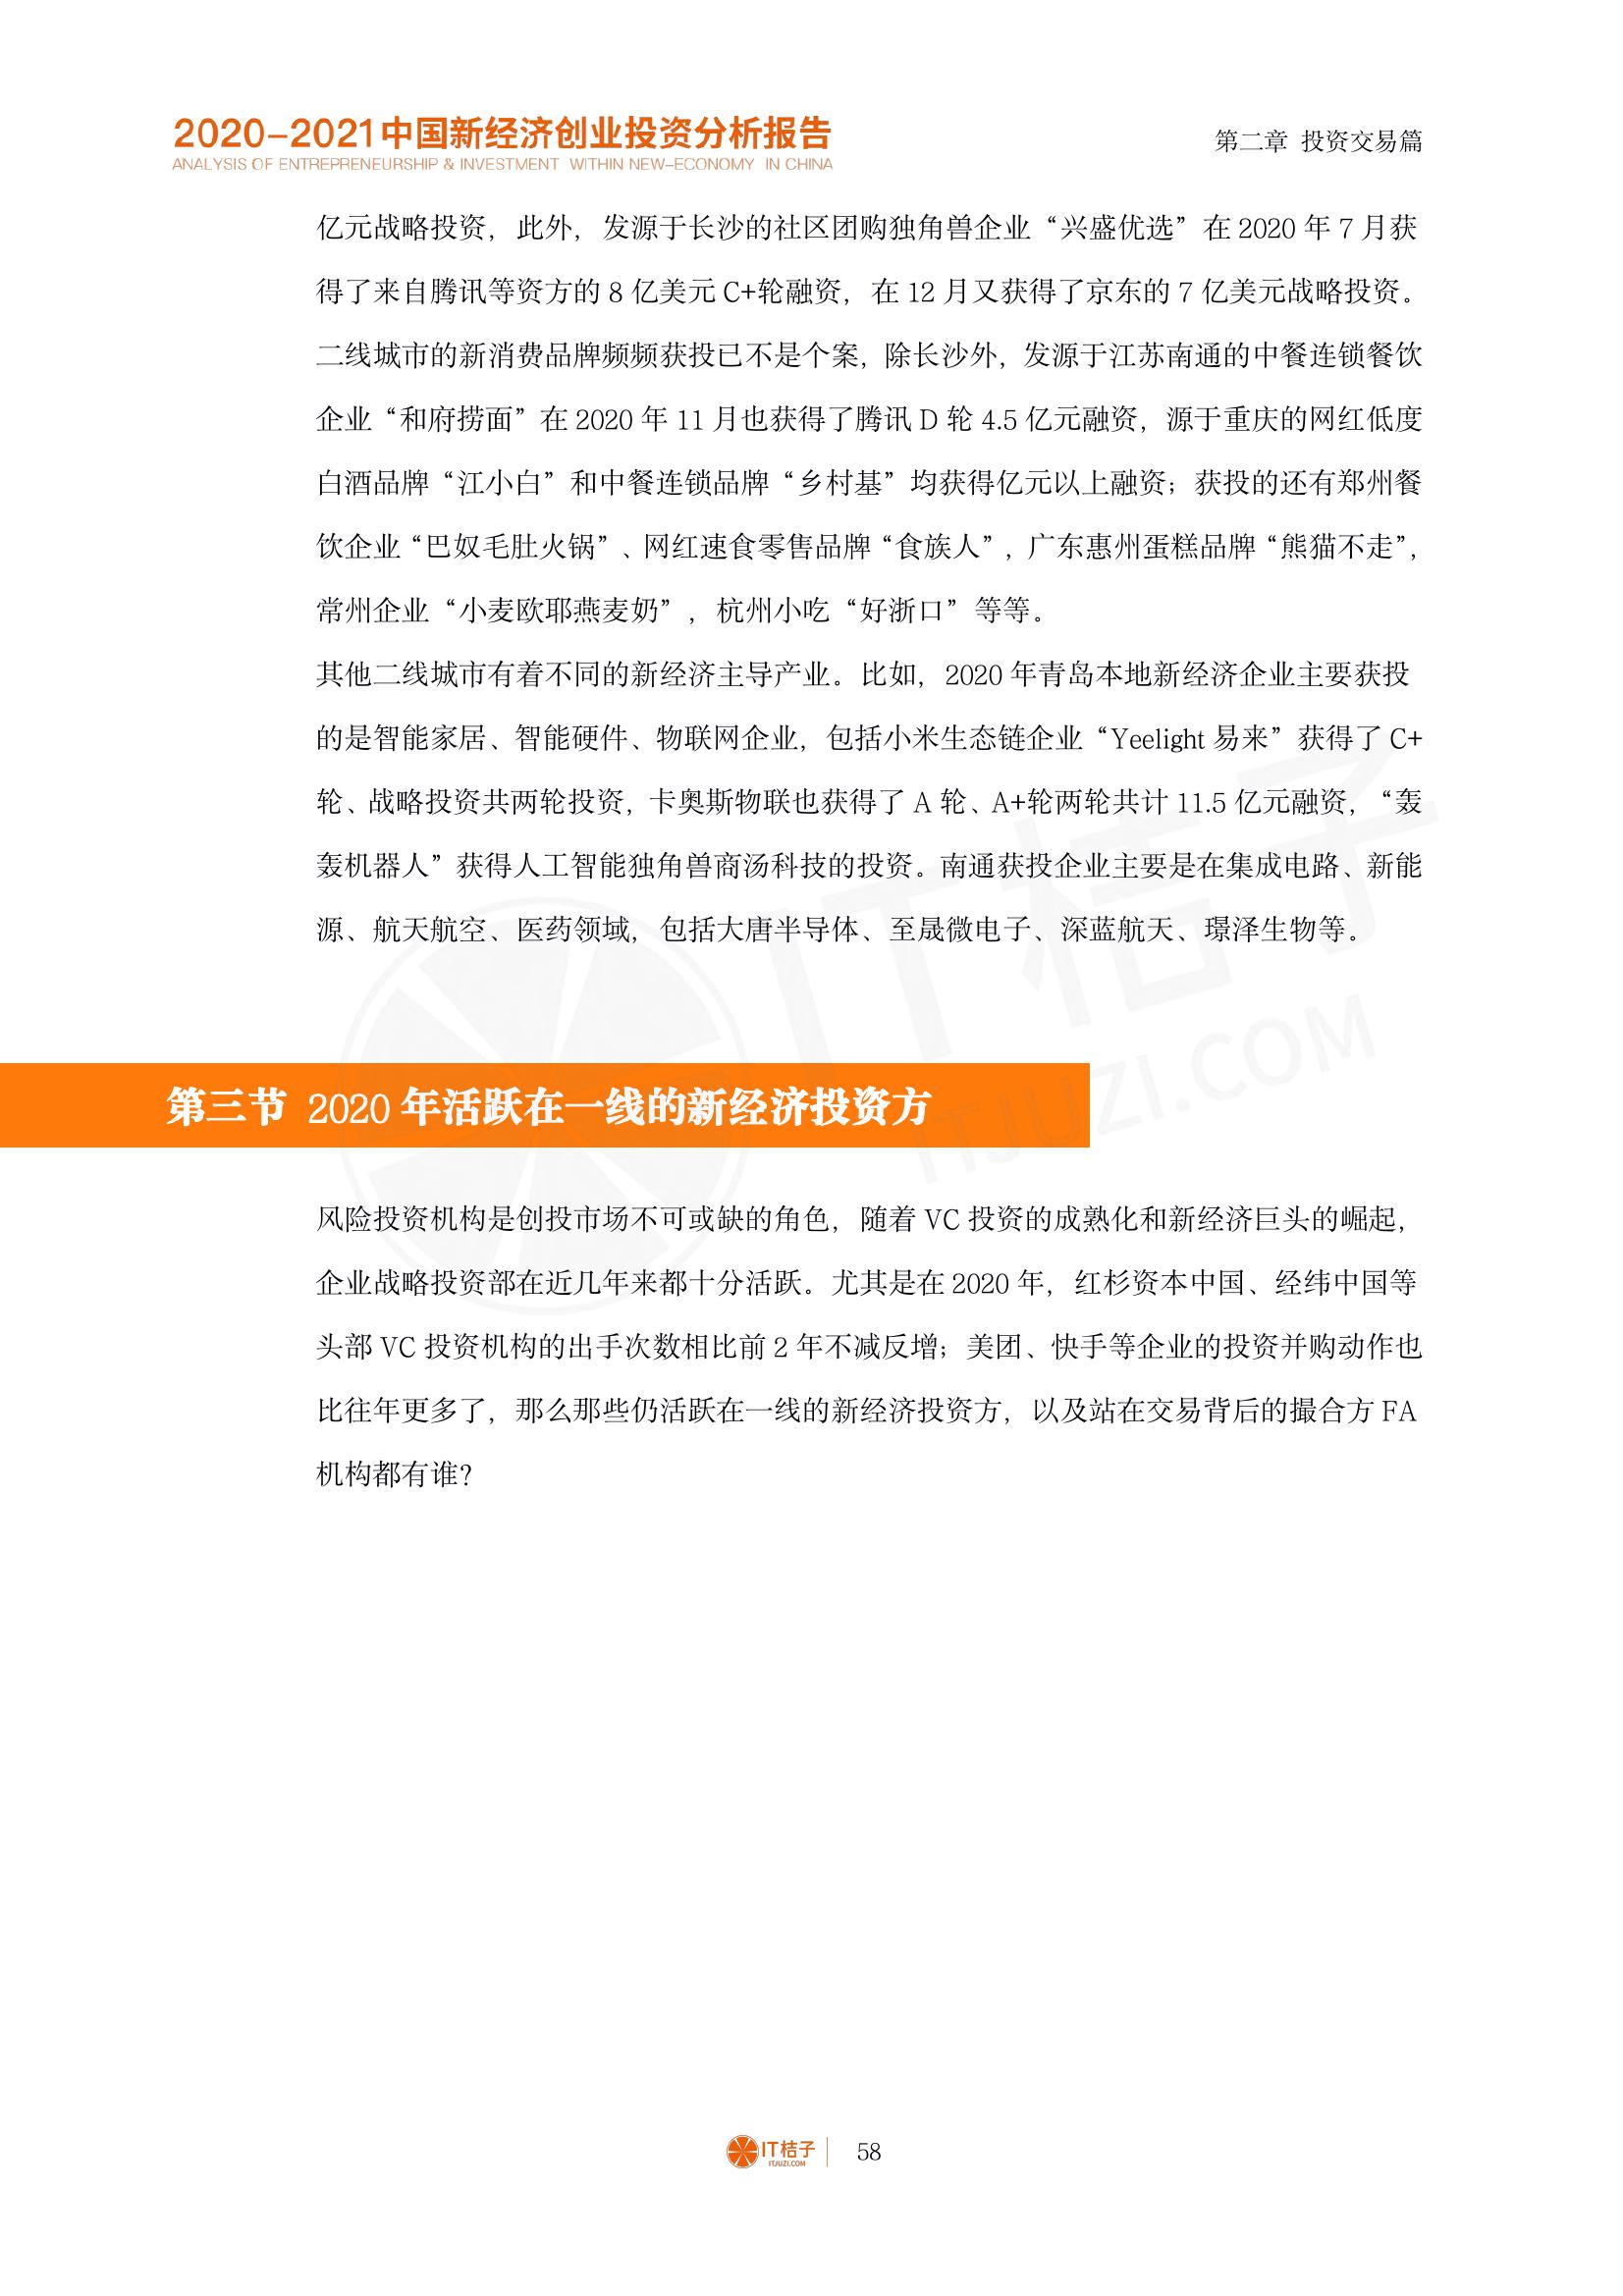 2020-2021中国新经济创业投资分析报告
ANALYSIS OF ENTREPRENEURSHIP & INVESTMENT WITHIN NEW-ECONOMY IN CHINA
第二章 投资交易篇
亿元战略投资，此外，发源于长沙的社区团购独角兽企业“兴盛优选”在 2020 年 7 月获
得了来自腾讯等资方的 8 亿美元 C+轮融资，在 12 月又获得了京东的 7 亿美元战略投资。
二线城市的新消费品牌频频获投已不是个案，除长沙外，发源于江苏南通的中餐连锁餐饮
企业“和府捞面”在 2020 年 11 月也获得了腾讯 D 轮 4.5 亿元融资，源于重庆的网红低度
白酒品牌“江小白”和中餐连锁品牌“乡村基”均获得亿元以上融资；获投的还有郑州餐
饮企业“巴奴毛肚火锅”、网红速食零售品牌“食族人”，广东惠州蛋糕品牌“熊猫不走”，
常州企业“小麦欧耶燕麦奶”，杭州小吃“好浙口”等等。
其他二线城市有着不同的新经济主导产业。比如，2020 年青岛本地新经济企业主要获投
的是智能家居、智能硬件、物联网企业，包括小米生态链企业“Yeelight 易来”获得了 C+
轮、战略投资共两轮投资，卡奥斯物联也获得了 A 轮、A+轮两轮共计 11.5 亿元融资，“轰
轰机器人”获得人工智能独角兽商汤科技的投资。南通获投企业主要是在集成电路、新能
源、航天航空、医药领域，包括大唐半导体、至晟微电子、深蓝航天、璟泽生物等。
IT桔子
ITJUZI.COM
第三节 2020 年活跃在一线的新经济投资方
风险投资机构是创投市场不可或缺的角色，随着 VC 投资的成熟化和新经济巨头的崛起，
企业战略投资部在近几年来都十分活跃。尤其是在 2020 年，红杉资本中国、经纬中国等
头部 VC 投资机构的出手次数相比前 2 年不减反增；美团、快手等企业的投资并购动作也
比往年更多了，那么那些仍活跃在一线的新经济投资方，以及站在交易背后的撮合方 FA
机构都有谁？
IT桔子
ITJUZI.COM
58